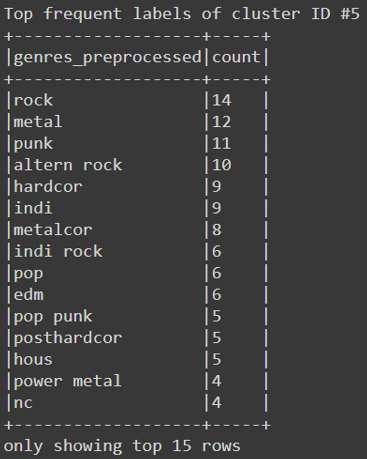 Top frequent labels of cluster ID #5
+-------------------+-----+
|genres_preprocessed|count|
+-------------------+-----+
|rock               |14   |
|metal              |12   |
|punk               |11   |
|altern rock        |10   |
|hardcor            |9    |
|indi               |9    |
|metalcor           |8    |
|indi rock          |6    |
|pop                |6    |
|edm                |6    |
|pop punk           |5    |
|posthardcor        |5    |
|hous               |5    |
|power metal        |4    |
|nc                 |4    |
+-------------------+-----+
only showing top 15 rows